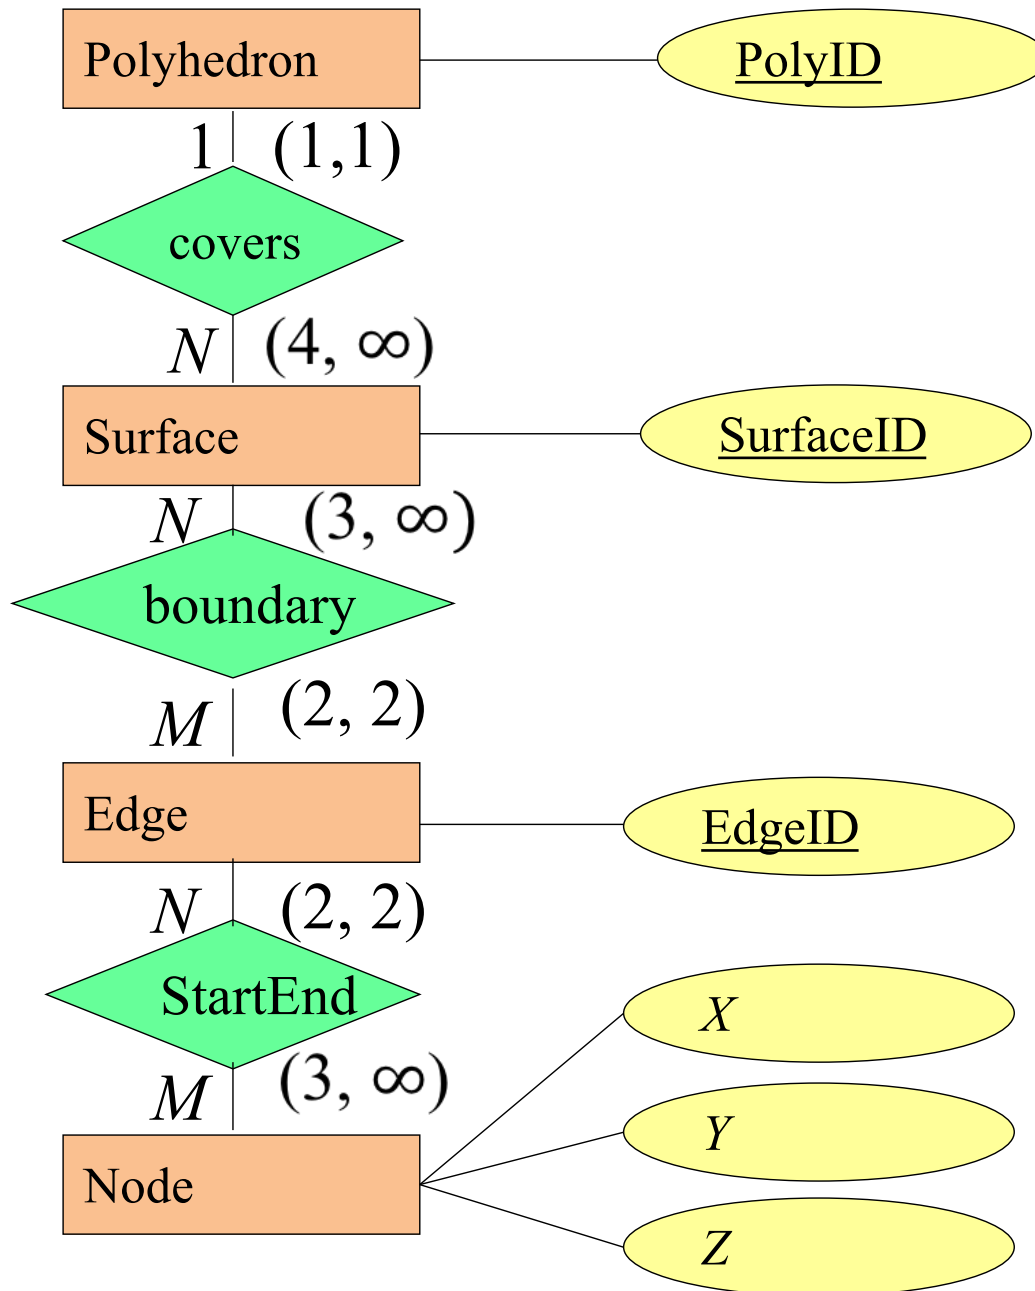 Polyhedron
PolyID
1 (1,1)
covers
N (4, ∞)
Surface
SurfaceID
N (3, ∞)
boundary
M (2, 2)
Edge
EdgeID
N (2, 2)
StartEnd
X
M (3, ∞)
Y
Node
Z